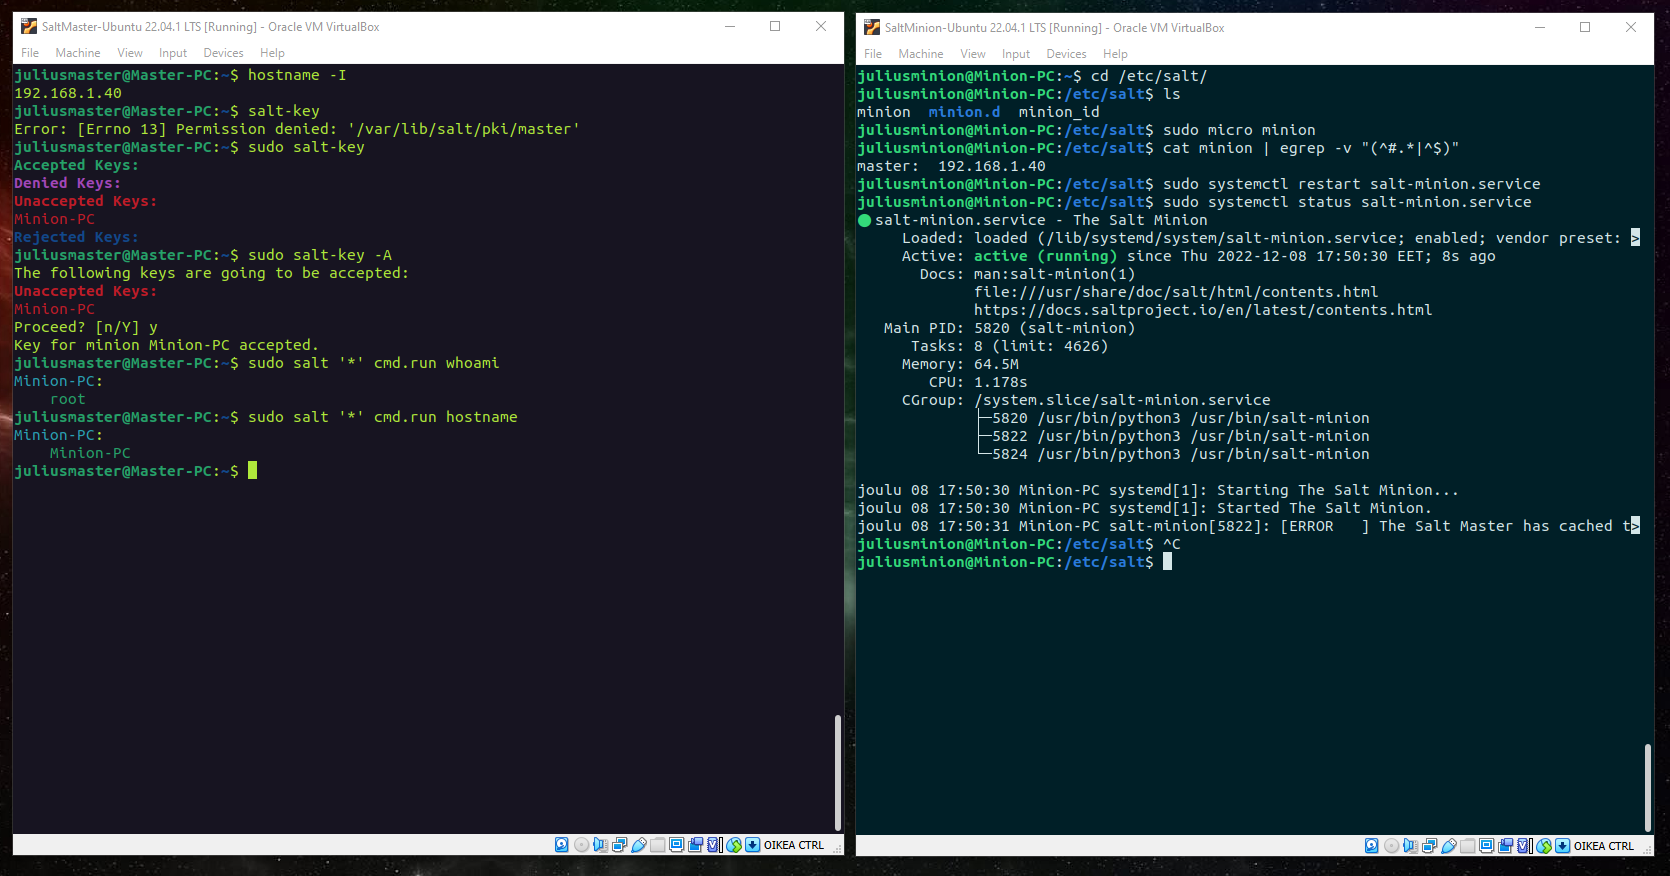 SaltMaster-Ubuntu 22.04.1 LTS [Running] - Oracle VM VirtualBox
File Machine View Input Devices Help
juliusmaster@Master-PC:~$ hostname -I
192.168.1.40
juliusmaster@Master-PC:~$ salt-key
Error: [Errno 13] Permission denied: '/var/lib/salt/pki/master'
juliusmaster@Master-PC:~$ sudo salt-key
Accepted Keys:
Denied Keys:
Unaccepted Keys:
Minion-PC
Rejected Keys:
juliusmaster@Master-PC:~$ sudo salt-key -A
The following keys are going to be accepted:
Unaccepted Keys:
Minion-PC
Proceed? [n/Y] y
Key for minion Minion-PC accepted.
juliusmaster@Master-PC:~$ sudo salt '*' cmd.run whoami
Minion-PC:
    root
juliusmaster@Master-PC:~$ sudo salt '*' cmd.run hostname
Minion-PC:
    Minion-PC
juliusmaster@Master-PC:~$
OIKEA CTRL
SaltMinion-Ubuntu 22.04.1 LTS [Running] - Oracle VM VirtualBox
File Machine View Input Devices Help
juliusminion@Minion-PC:~$ cd /etc/salt/
juliusminion@Minion-PC:/etc/salt$ ls
minion  minion.d  minion_id
juliusminion@Minion-PC:/etc/salt$ sudo micro minion
juliusminion@Minion-PC:/etc/salt$ cat minion | egrep -v "(^#.*|^$)"
master:  192.168.1.40
juliusminion@Minion-PC:/etc/salt$ sudo systemctl restart salt-minion.service
juliusminion@Minion-PC:/etc/salt$ sudo systemctl status salt-minion.service
● salt-minion.service - The Salt Minion
     Loaded: loaded (/lib/systemd/system/salt-minion.service; enabled; vendor preset: >
     Active: active (running) since Thu 2022-12-08 17:50:30 EET; 8s ago
       Docs: man:salt-minion(1)
             file:///usr/share/doc/salt/html/contents.html
             https://docs.saltproject.io/en/latest/contents.html
   Main PID: 5820 (salt-minion)
      Tasks: 8 (limit: 4626)
     Memory: 64.5M
        CPU: 1.178s
     CGroup: /system.slice/salt-minion.service
             ├─5820 /usr/bin/python3 /usr/bin/salt-minion
             ├─5822 /usr/bin/python3 /usr/bin/salt-minion
             └─5824 /usr/bin/python3 /usr/bin/salt-minion
joulu 08 17:50:30 Minion-PC systemd[1]: Starting The Salt Minion...
joulu 08 17:50:30 Minion-PC systemd[1]: Started The Salt Minion.
joulu 08 17:50:31 Minion-PC salt-minion[5822]: [ERROR   ] The Salt Master has cached t>
juliusminion@Minion-PC:/etc/salt$ ^C
juliusminion@Minion-PC:/etc/salt$
OIKEA CTRL